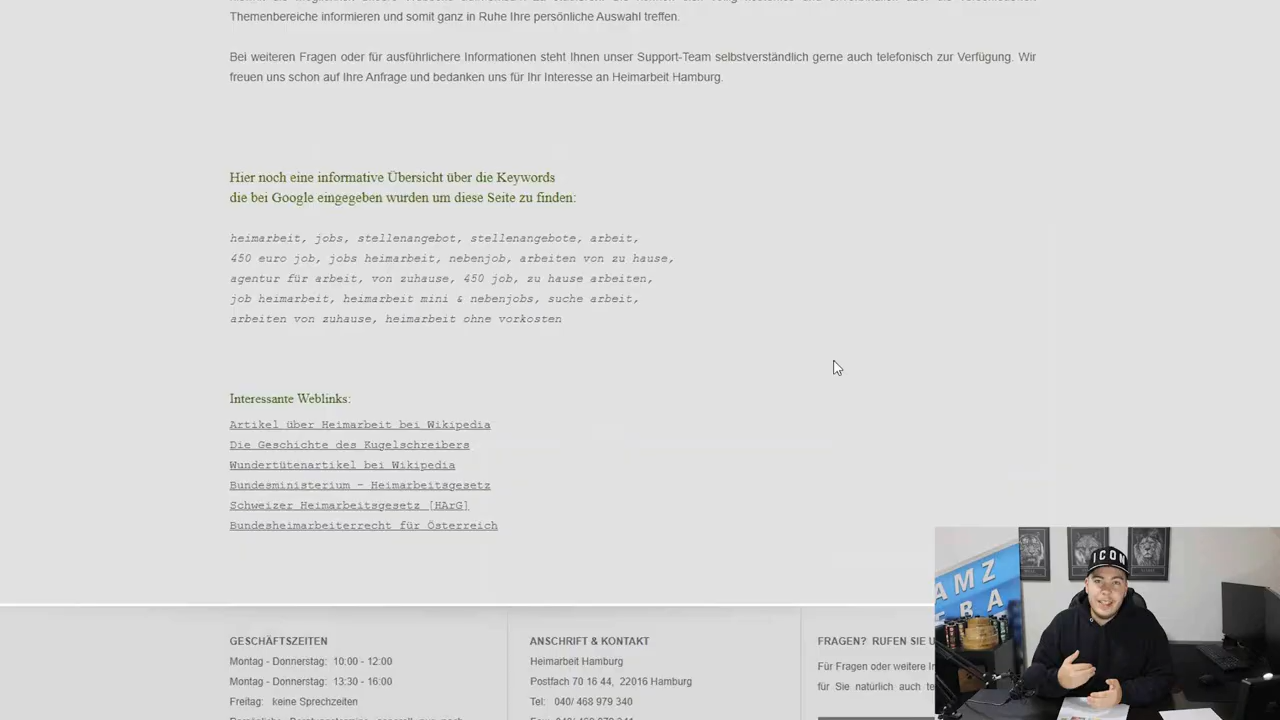 Themenbereiche informieren und somit ganz in Ruhe Ihre persönliche Auswahl treffen.
Bei weiteren Fragen oder für ausführlichere Informationen steht Ihnen unser Support-Team selbstverständlich gerne auch telefonisch zur Verfügung. Wir
freuen uns schon auf Ihre Anfrage und bedanken uns für Ihr Interesse an Heimarbeit Hamburg.
Hier noch eine informative Übersicht über die Keywords
die bei Google eingegeben wurden um diese Seite zu finden:
heimarbeit, jobs, stellenangebot, stellenangebote, arbeit,
450 euro job, jobs heimarbeit, nebenjob, arbeiten von zu hause,
agentur für arbeit, von zuhause, 450 job, zu hause arbeiten,
job heimarbeit, heimarbeit mini & nebenjobs, suche arbeit,
arbeiten von zuhause, heimarbeit ohne vorkosten
Interessante Weblinks:
Artikel über Heimarbeit bei Wikipedia
Die Geschichte des Kugelschreibers
Wundertütenartikel bei Wikipedia
Bundesministerium - Heimarbeitsgesetz
Schweizer Heimarbeitsgesetz [HArG]
Bundesheimarbeiterrecht für Österreich
GESCHÄFTSZEITEN
Montag - Donnerstag: 10:00 - 12:00
Montag - Donnerstag: 13:30 - 16:00
Freitag: keine Sprechzeiten
ANSCHRIFT & KONTAKT
Heimarbeit Hamburg
Postfach 70 16 44, 22016 Hamburg
Tel: 040/ 468 979 340
FRAGEN? RUFEN SIE U
Für Fragen oder weitere In
für Sie natürlich auch te
AMZ
FBA
ICON